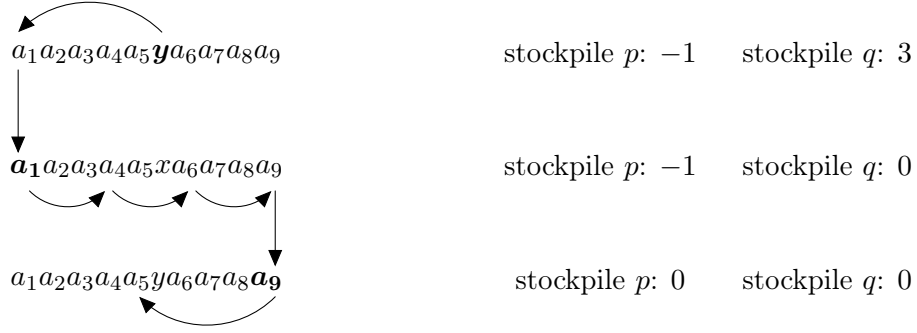 a₁a₂a₃a₄a₅ya₆a₇a₈a₉ stockpile p: −1 stockpile q: 3
a₁a₂a₃a₄a₅xa₆a₇a₈a₉ stockpile p: −1 stockpile q: 0
a₁a₂a₃a₄a₅ya₆a₇a₈a₉ stockpile p: 0 stockpile q: 0